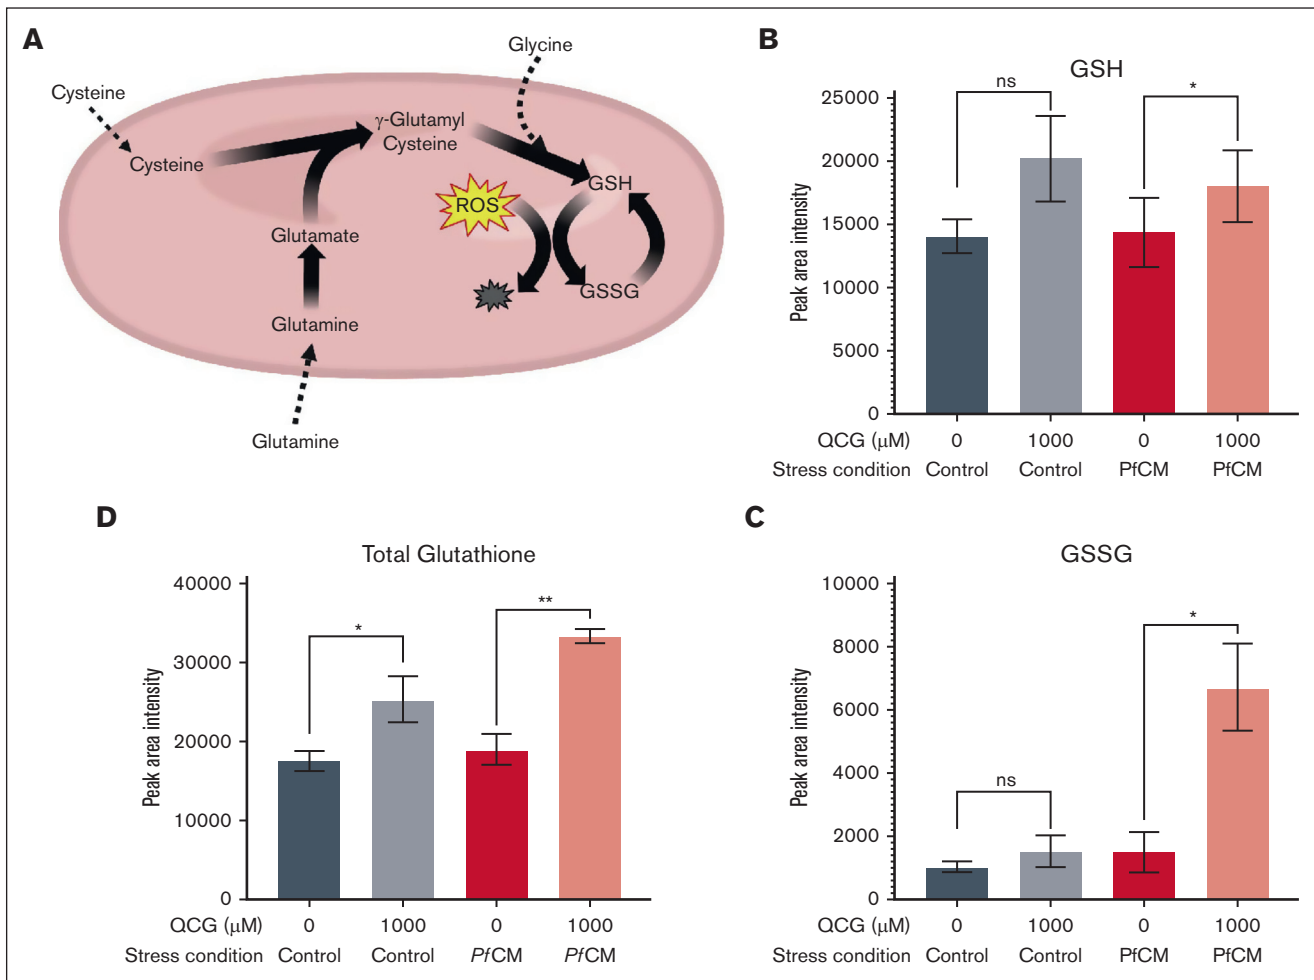 A
Glycine
Cysteine
γ-Glutamyl
Cysteine
Cysteine
GSH
ROS
Glutamate
GSSG
Glutamine
Glutamine
B
GSH
ns
*
25000
20000
15000
10000
5000
0
Peak area intensity
QCG (μM) 0 1000 0 1000
Stress condition Control Control PfCM PfCM
D
Total Glutathione
**
*
40000
30000
20000
10000
0
Peak area intensity
QCG (μM) 0 1000 0 1000
Stress condition Control Control PfCM PfCM
C
GSSG
10000
*
8000
6000
4000
ns
2000
0
Peak area intensity
QCG (μM) 0 1000 0 1000
Stress condition Control Control PfCM PfCM